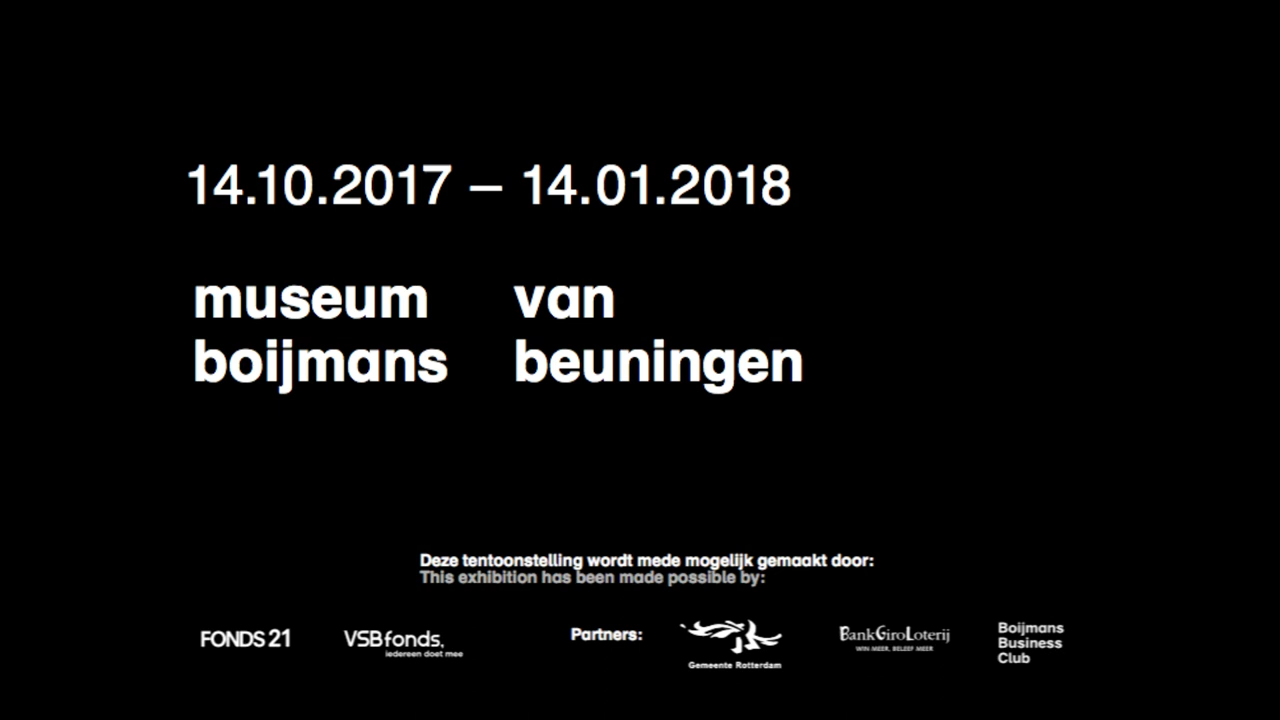 14.10.2017 – 14.01.2018
museum van
boijmans beuningen
Deze tentoonstelling wordt mede mogelijk gemaakt door:
This exhibition has been made possible by:
FONDS 21
VSBfonds,
iedereen doet mee
Partners:
Gemeente Rotterdam
BankGiroLoterij
WIN MEER, BELEEF MEER
Boijmans
Business
Club